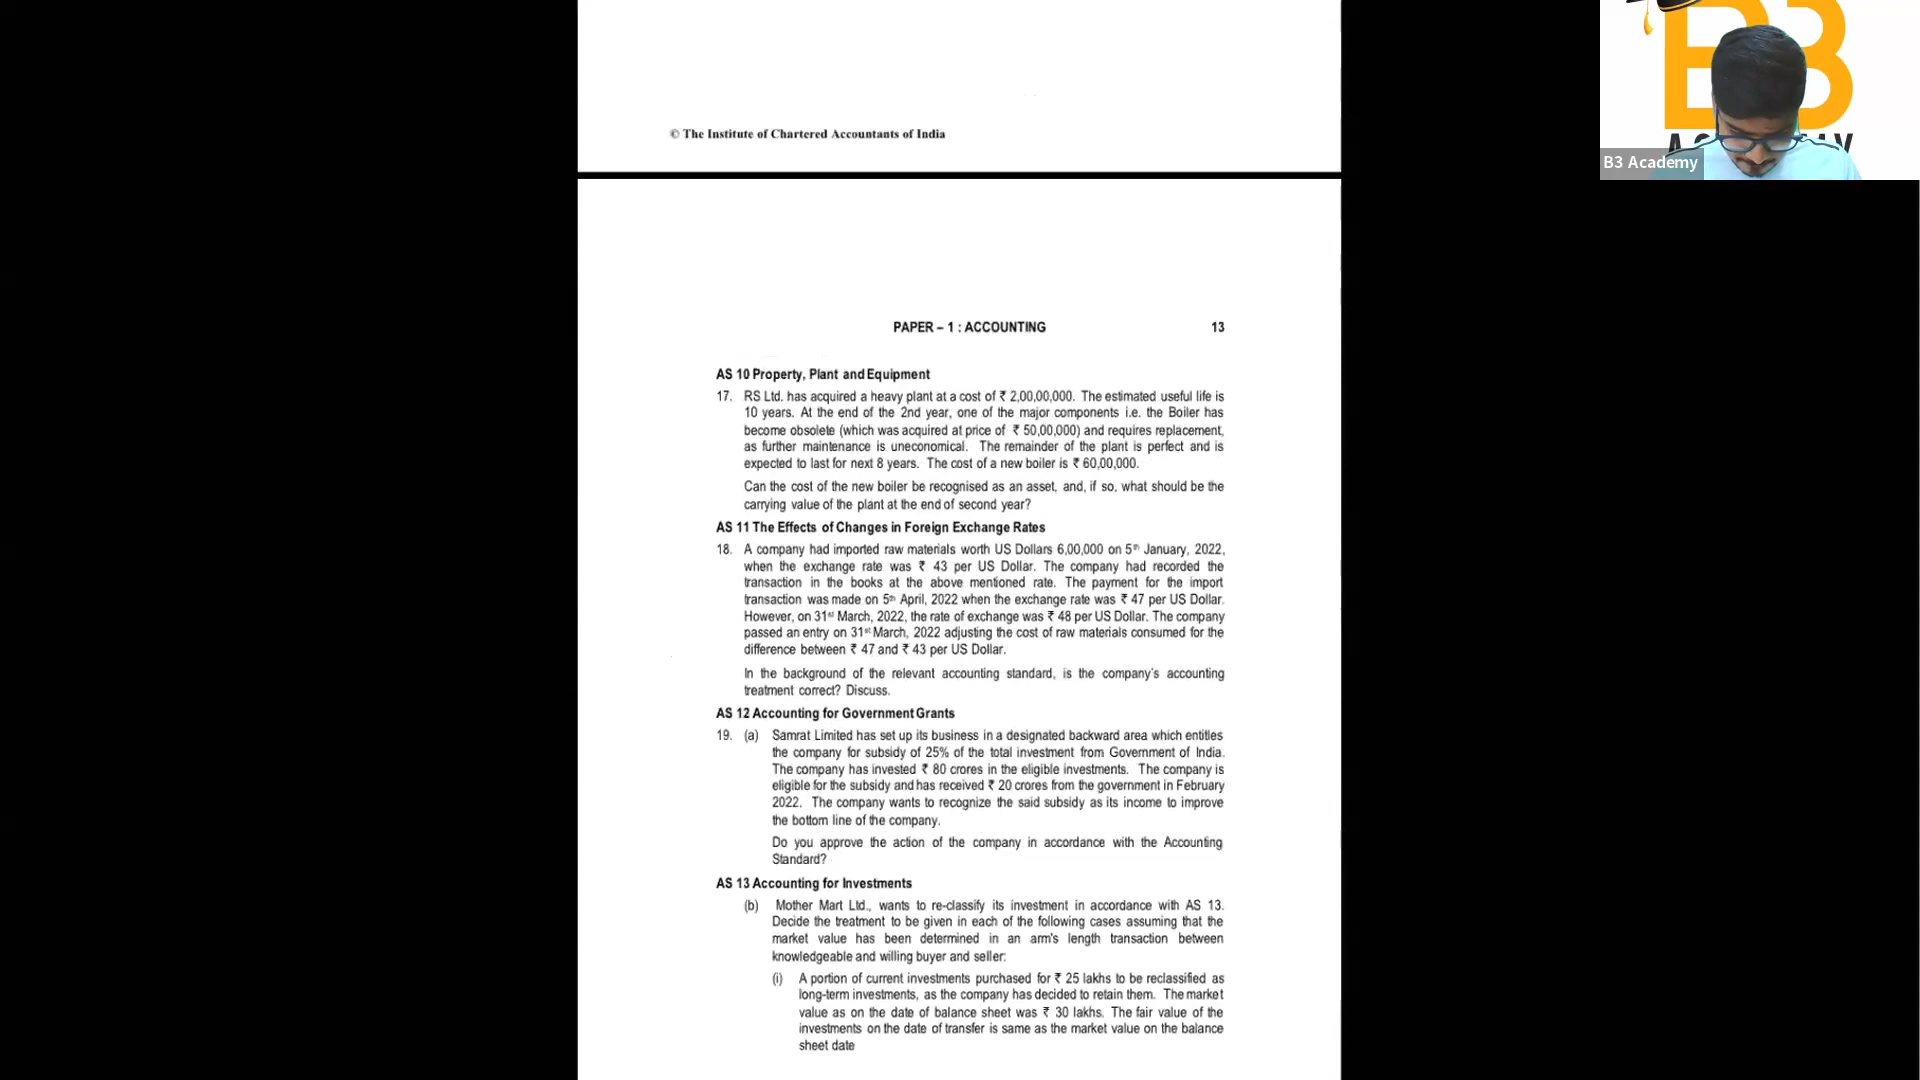 © The Institute of Chartered Accountants of India
B3 Academy
PAPER – 1 : ACCOUNTING 13
AS 10 Property, Plant and Equipment
17. RS Ltd. has acquired a heavy plant at a cost of ₹ 2,00,00,000. The estimated useful life is
10 years. At the end of the 2nd year, one of the major components i.e. the Boiler has
become obsolete (which was acquired at price of ₹ 50,00,000) and requires replacement,
as further maintenance is uneconomical. The remainder of the plant is perfect and is
expected to last for next 8 years. The cost of a new boiler is ₹ 60,00,000.
Can the cost of the new boiler be recognised as an asset, and, if so, what should be the
carrying value of the plant at the end of second year?
AS 11 The Effects of Changes in Foreign Exchange Rates
18. A company had imported raw materials worth US Dollars 6,00,000 on 5th January, 2022,
when the exchange rate was ₹ 43 per US Dollar. The company had recorded the
transaction in the books at the above mentioned rate. The payment for the import
transaction was made on 5th April, 2022 when the exchange rate was ₹ 47 per US Dollar.
However, on 31st March, 2022, the rate of exchange was ₹ 48 per US Dollar. The company
passed an entry on 31st March, 2022 adjusting the cost of raw materials consumed for the
difference between ₹ 47 and ₹ 43 per US Dollar.
In the background of the relevant accounting standard, is the company's accounting
treatment correct? Discuss.
AS 12 Accounting for Government Grants
19. (a) Samrat Limited has set up its business in a designated backward area which entitles
the company for subsidy of 25% of the total investment from Government of India.
The company has invested ₹ 80 crores in the eligible investments. The company is
eligible for the subsidy and has received ₹ 20 crores from the government in February
2022. The company wants to recognize the said subsidy as its income to improve
the bottom line of the company.
Do you approve the action of the company in accordance with the Accounting
Standard?
AS 13 Accounting for Investments
(b) Mother Mart Ltd., wants to re-classify its investment in accordance with AS 13.
Decide the treatment to be given in each of the following cases assuming that the
market value has been determined in an arm's length transaction between
knowledgeable and willing buyer and seller:
(i) A portion of current investments purchased for ₹ 25 lakhs to be reclassified as
long-term investments, as the company has decided to retain them. The market
value as on the date of balance sheet was ₹ 30 lakhs. The fair value of the
investments on the date of transfer is same as the market value on the balance
sheet date